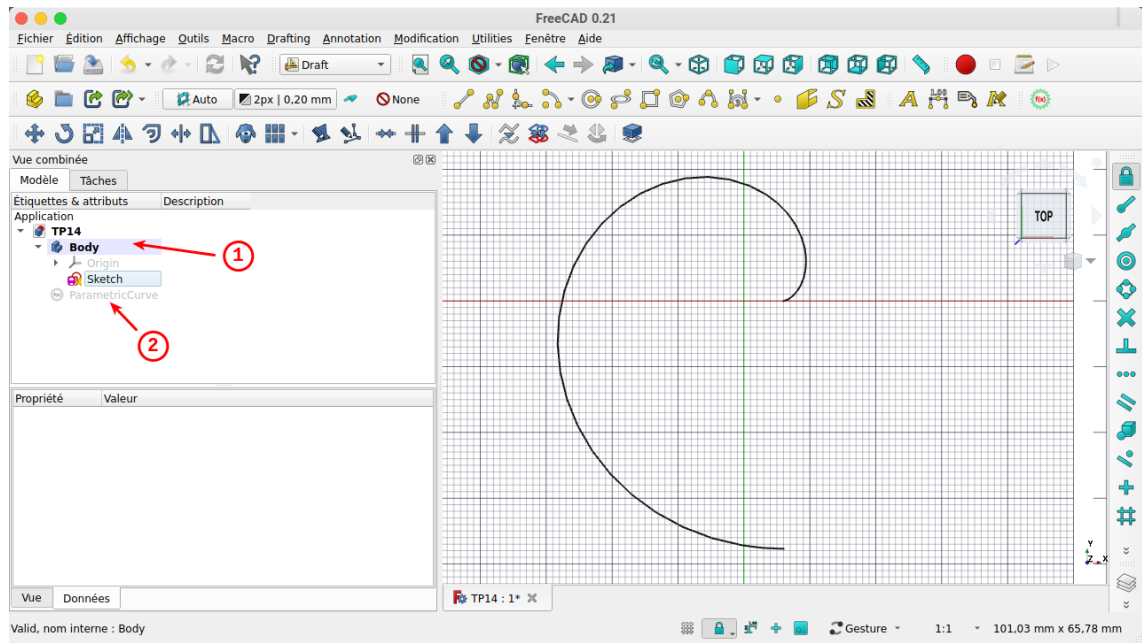 FreeCAD 0.21
Fichier Édition Affichage Outils Macro Drafting Annotation Modification Utilities Fenêtre Aide
Draft
Auto 2px | 0,20 mm None
Vue combinée
Modèle Tâches
Étiquettes & attributs Description
Application
TP14
Body
Origin
Sketch
ParametricCurve
1
2
TOP
Propriété Valeur
Y
Z X
Vue Données
TP14 : 1*
Valid, nom interne : Body
Gesture 1:1 101,03 mm x 65,78 mm